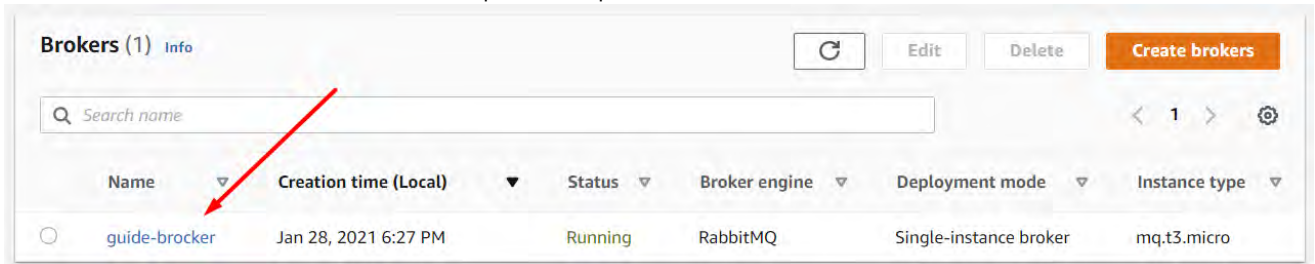 Brokers (1) Info
Edit
Delete
Create brokers
Search name
1
Name Creation time (Local) Status Broker engine Deployment mode Instance type
guide-brocker Jan 28, 2021 6:27 PM Running RabbitMQ Single-instance broker mq.t3.micro